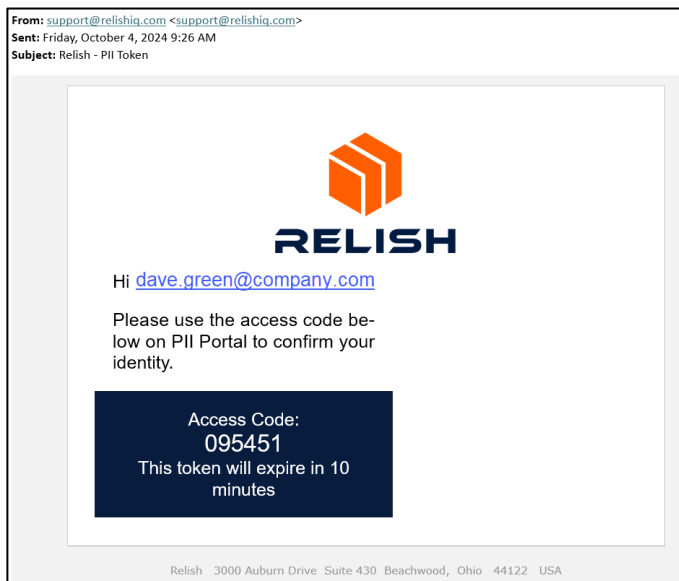 From: support@relishiq.com <support@relishiq.com>
Sent: Friday, October 4, 2024 9:26 AM
Subject: Relish - PII Token
RELISH
Hi dave.green@company.com
Please use the access code be-
low on PII Portal to confirm your
identity.
Access Code:
095451
This token will expire in 10
minutes
Relish 3000 Auburn Drive Suite 430 Beachwood, Ohio 44122 USA